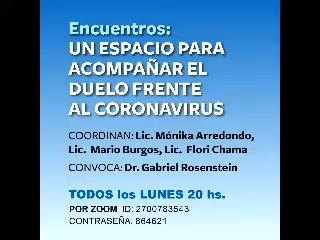 Encuentros:
UN ESPACIO PARA
ACOMPAÑAR EL
DUELO FRENTE
AL CORONAVIRUS
COORDINAN: Lic. Mónika Arredondo,
Lic. Mario Burgos, Lic. Flori Chama
CONVOCA: Dr. Gabriel Rosenstein
TODOS los LUNES 20 hs.
POR ZOOM ID: 2700783543
CONTRASEÑA: 864621